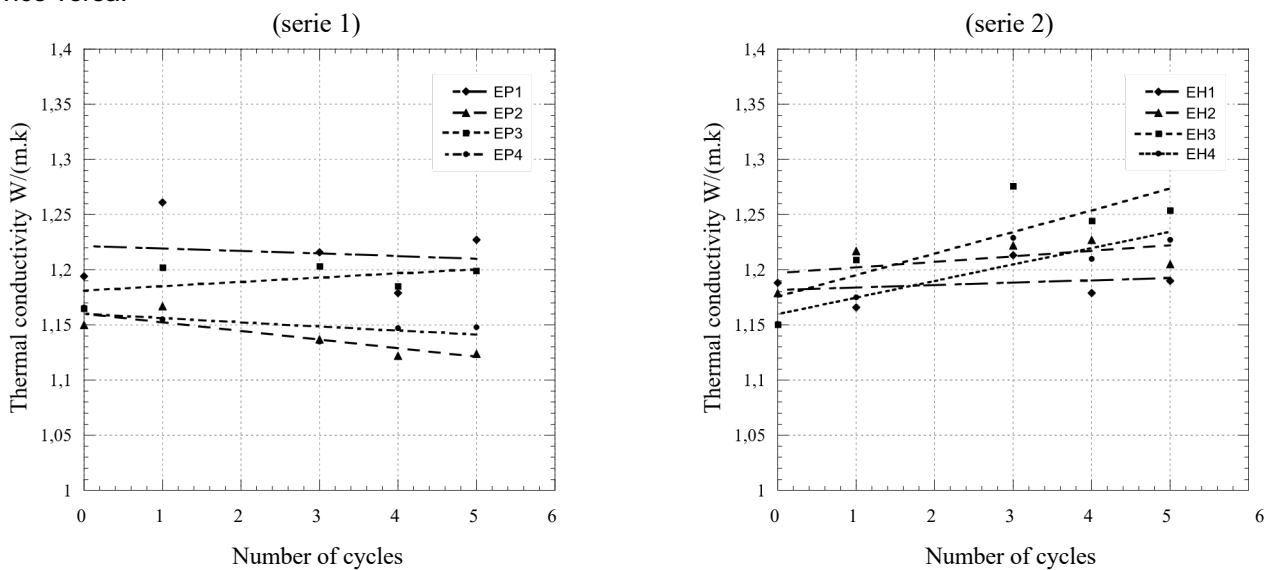 (serie 1)
1,4
1,35
1,3
1,25
1,2
1,15
1,1
1,05
1
0 1 2 3 4 5 6
Thermal conductivity W/(m.k)
Number of cycles
EP1
EP2
EP3
EP4
(serie 2)
1,4
1,35
1,3
1,25
1,2
1,15
1,1
1,05
1
0 1 2 3 4 5 6
Thermal conductivity W/(m.k)
Number of cycles
EH1
EH2
EH3
EH4